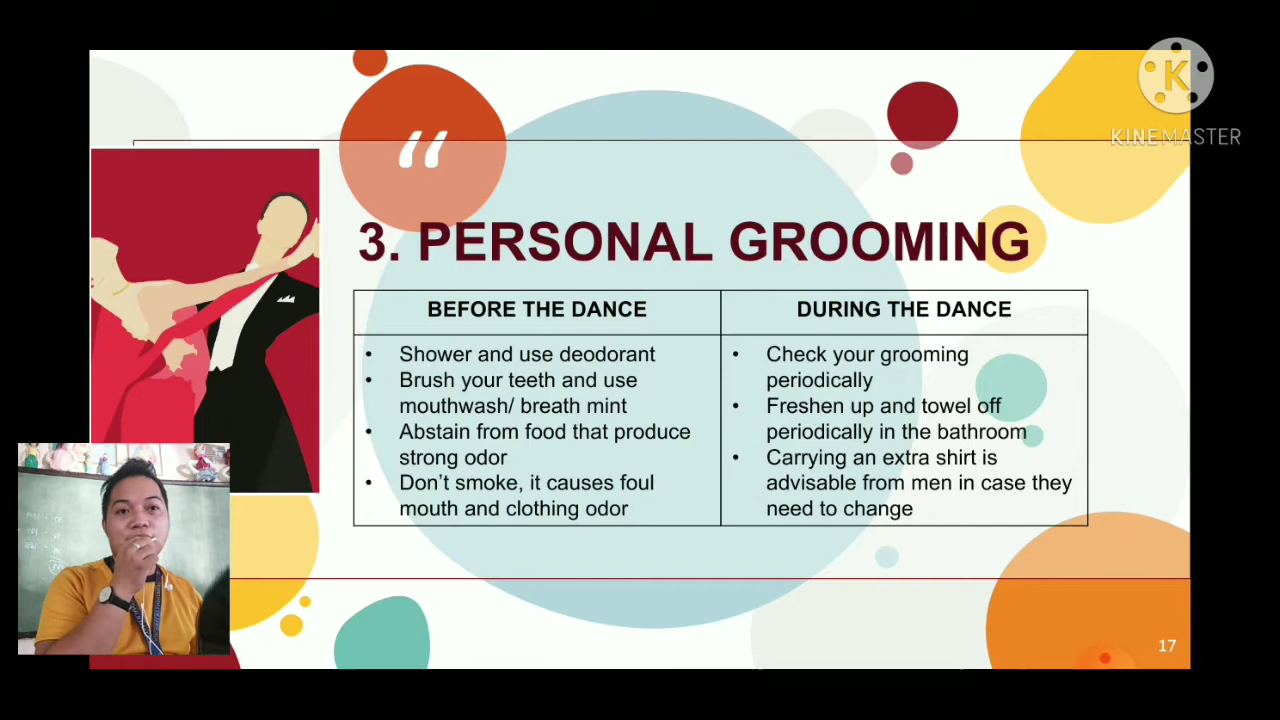 K
KINEMASTER
“
3. PERSONAL GROOMING
BEFORE THE DANCE
• Shower and use deodorant
• Brush your teeth and use
mouthwash/ breath mint
• Abstain from food that produce
strong odor
• Don’t smoke, it causes foul
mouth and clothing odor
DURING THE DANCE
• Check your grooming
periodically
• Freshen up and towel off
periodically in the bathroom
• Carrying an extra shirt is
advisable from men in case they
need to change
17